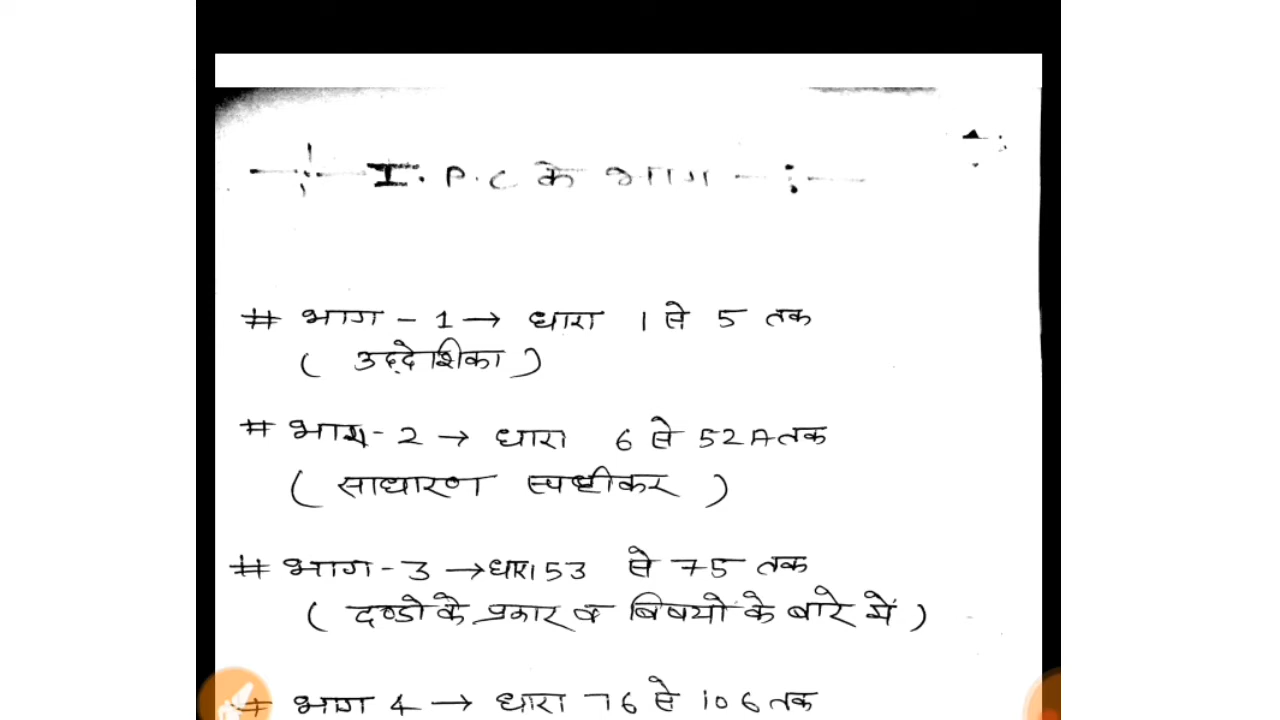 I. P. C के भाग
# भाग - 1 → धारा 1 से 5 तक
( उद्देशिका )
# भाग - 2 → धारा 6 से 52A तक
( साधारण स्पष्टीकर )
# भाग - 3 → धारा 53 से 75 तक
( दण्डो के प्रकार व बिषयो के बारे में )
# भाग 4 → धारा 76 से 106 तक